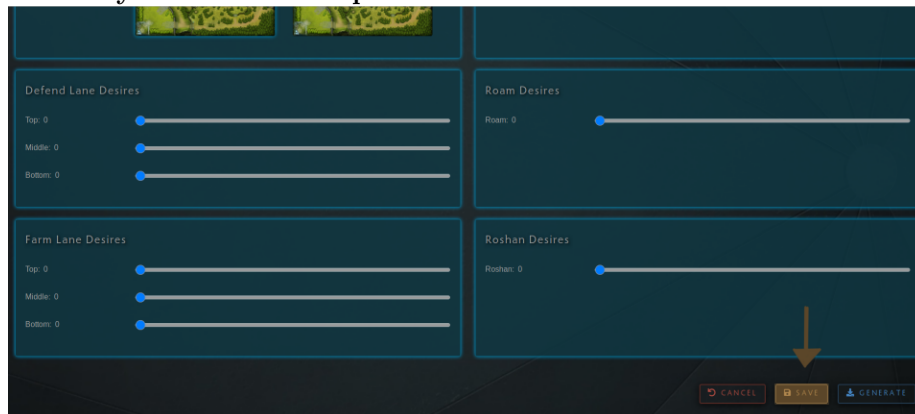 Defend Lane Desires
Top: 0
Middle: 0
Bottom: 0
Roam Desires
Roam: 0
Farm Lane Desires
Top: 0
Middle: 0
Bottom: 0
Roshan Desires
Roshan: 0
CANCEL
SAVE
GENERATE